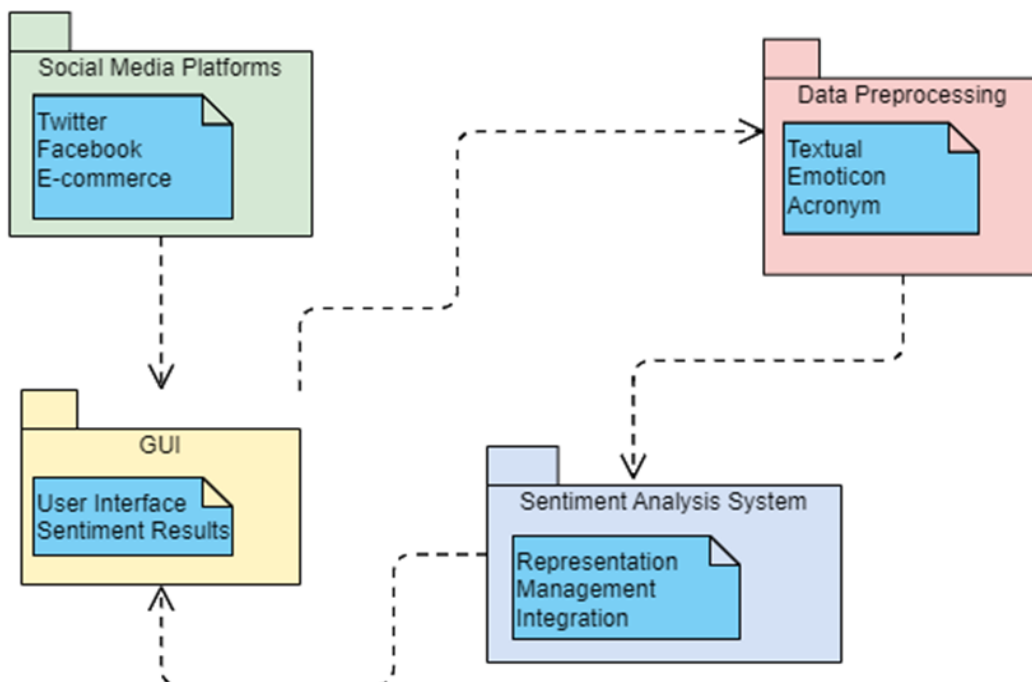 Social Media Platforms
Twitter
Facebook
E-commerce
Data Preprocessing
Textual
Emoticon
Acronym
GUI
User Interface
Sentiment Results
Sentiment Analysis System
Representation
Management
Integration